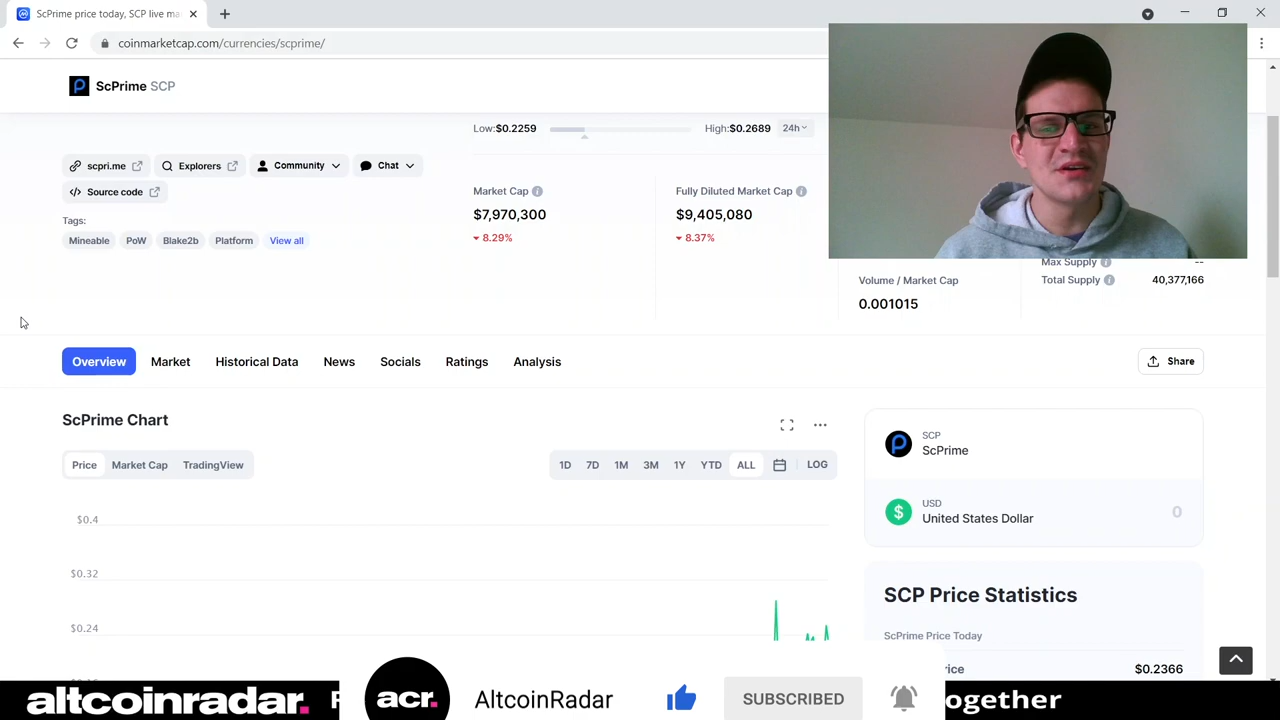 ScPrime price today, SCP live ma
coinmarketcap.com/currencies/scprime/
ScPrime SCP
Low:$0.2259 High:$0.2689 24h
scpri.me Explorers Community Chat
Source code
Tags:
Mineable PoW Blake2b Platform View all
Market Cap
$7,970,300
8.29%
Fully Diluted Market Cap
$9,405,080
8.37%
Volume / Market Cap
0.001015
Max Supply --
Total Supply 40,377,166
Overview Market Historical Data News Socials Ratings Analysis
Share
ScPrime Chart
Price Market Cap TradingView
1D 7D 1M 3M 1Y YTD ALL LOG
$0.4
$0.32
$0.24
SCP
ScPrime
USD
United States Dollar 0
SCP Price Statistics
ScPrime Price Today
rice $0.2366
altcoinradar.
acr.
AltcoinRadar
SUBSCRIBED
ogether